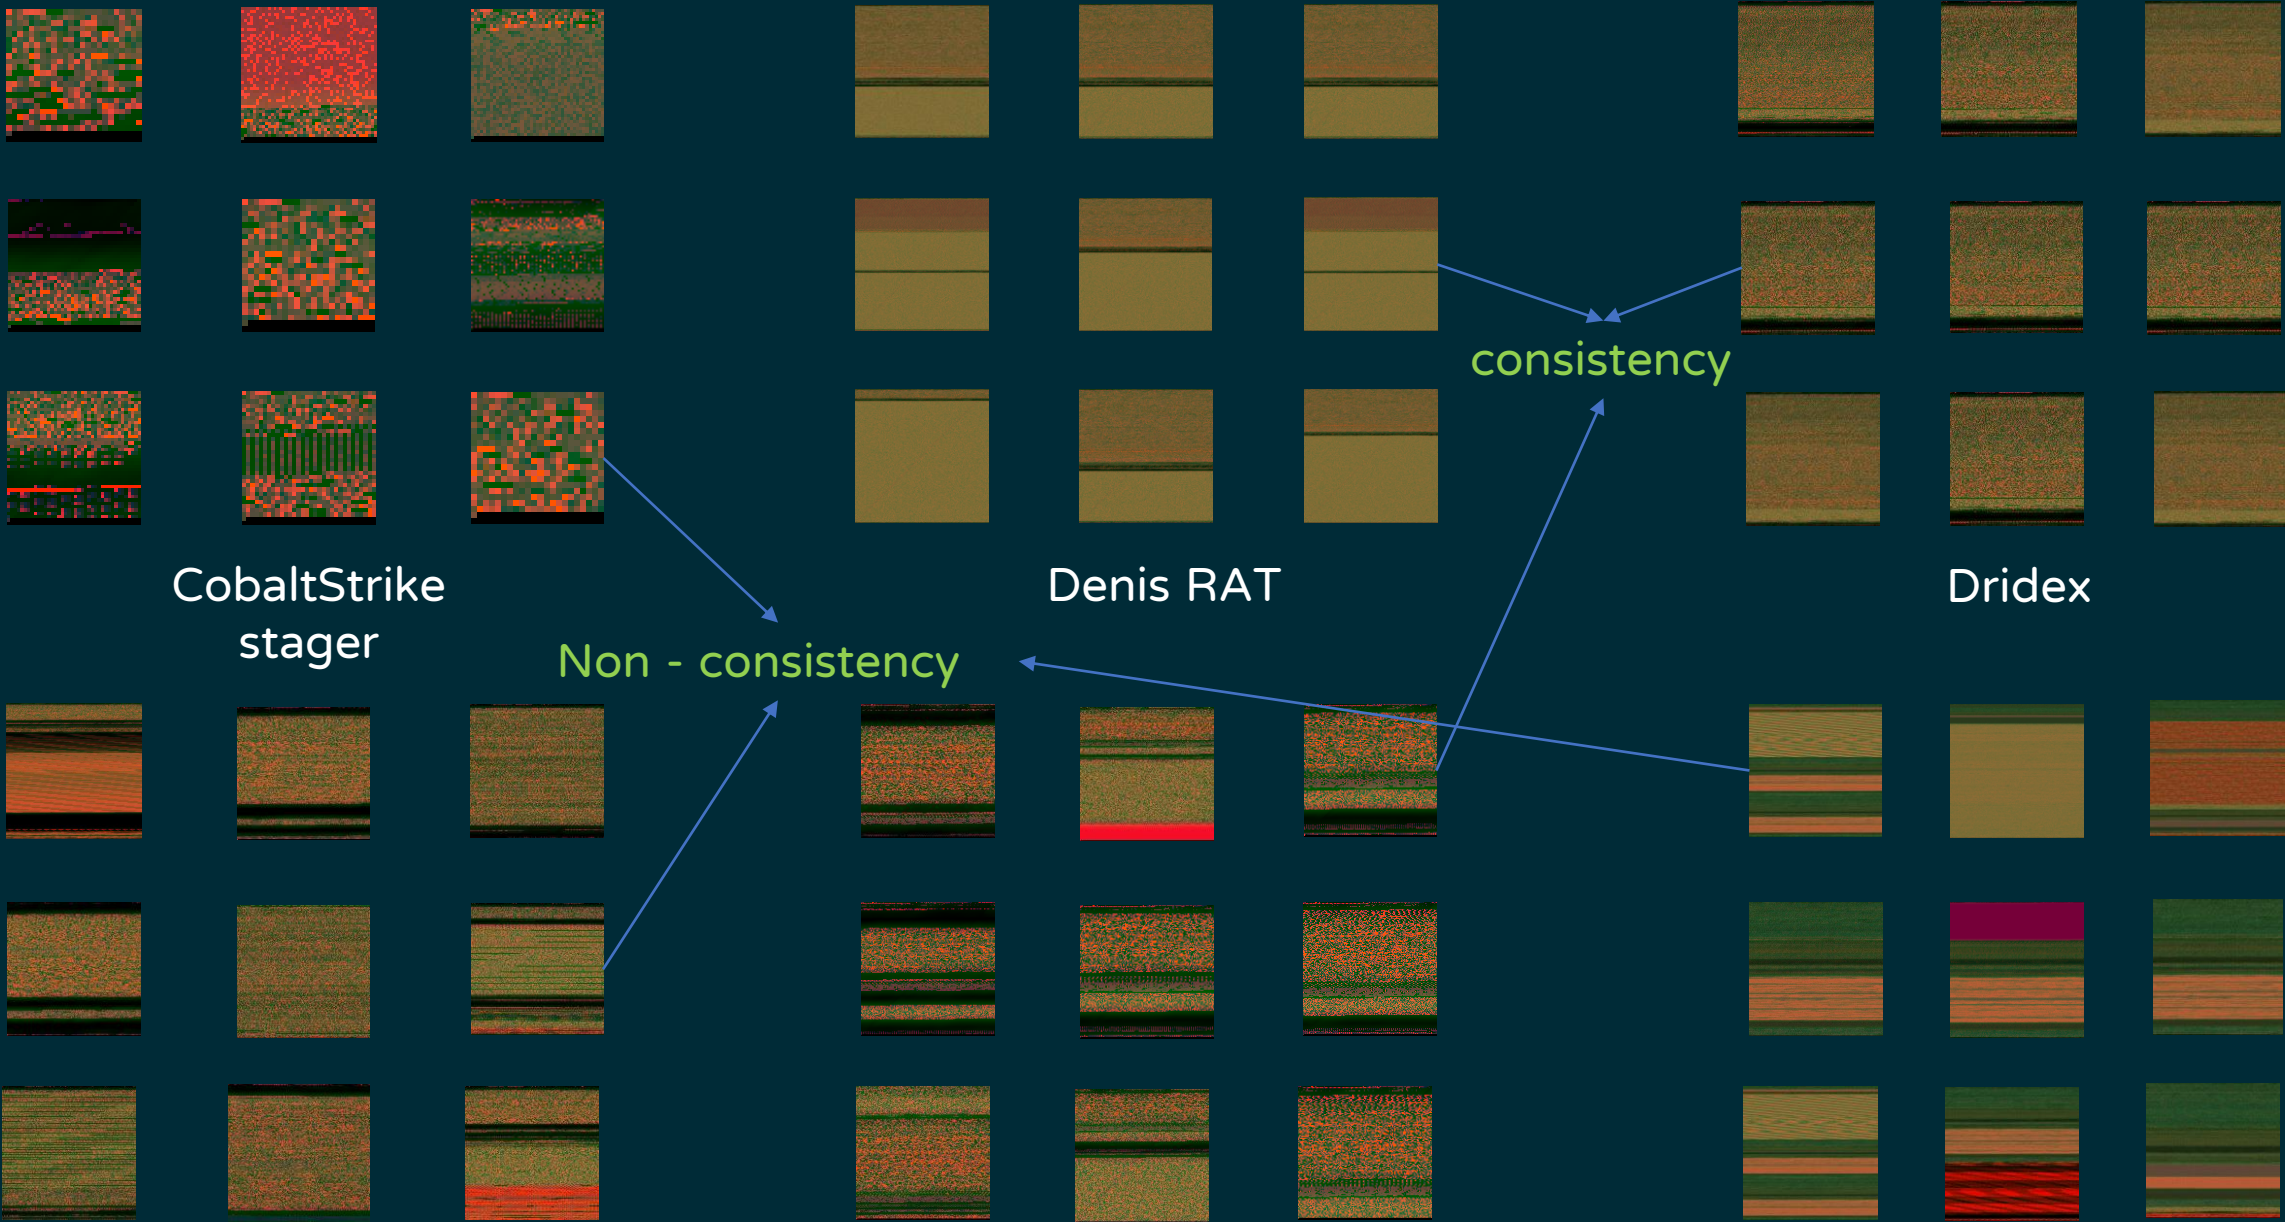 consistency
CobaltStrike
stager
Denis RAT
Dridex
Non - consistency